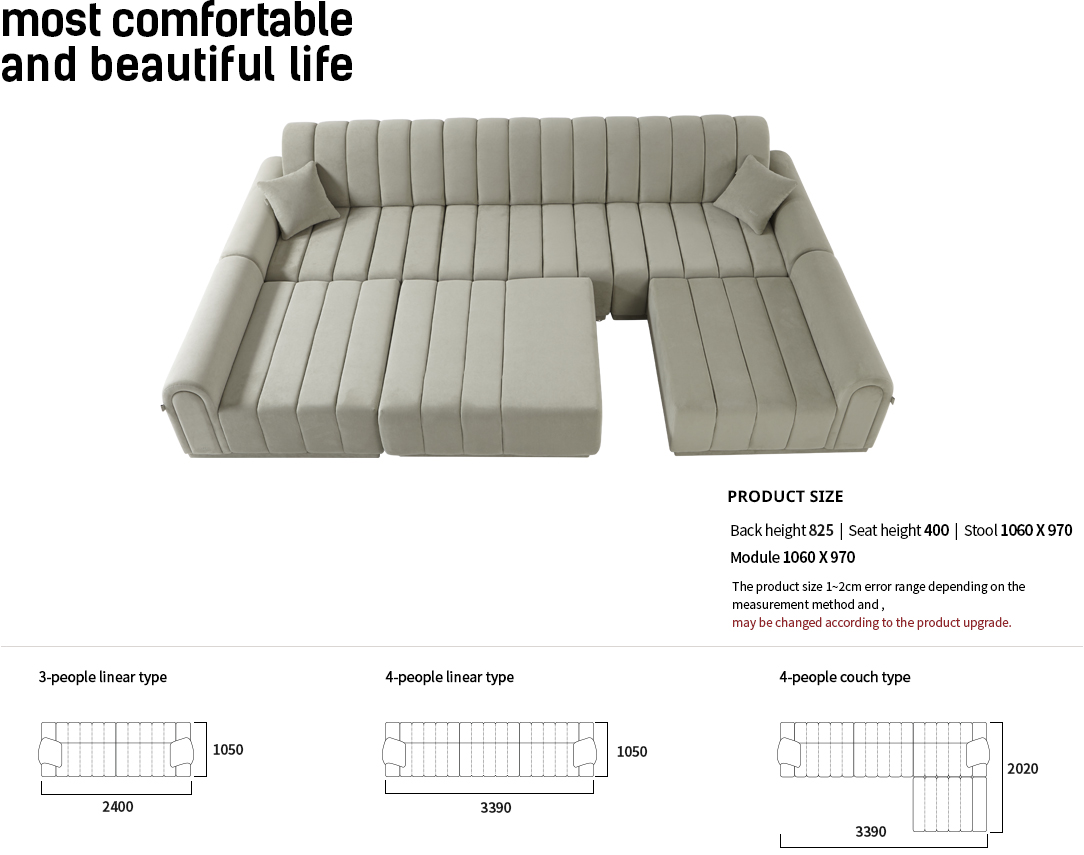 most comfortable
and beautiful life
PRODUCT SIZE
Back height 825 | Seat height 400 | Stool 1060 X 970
Module 1060 X 970
The product size 1~2cm error range depending on the
measurement method and ,
may be changed according to the product upgrade.
3-people linear type
4-people linear type
4-people couch type
1050
2400
1050
3390
2020
3390